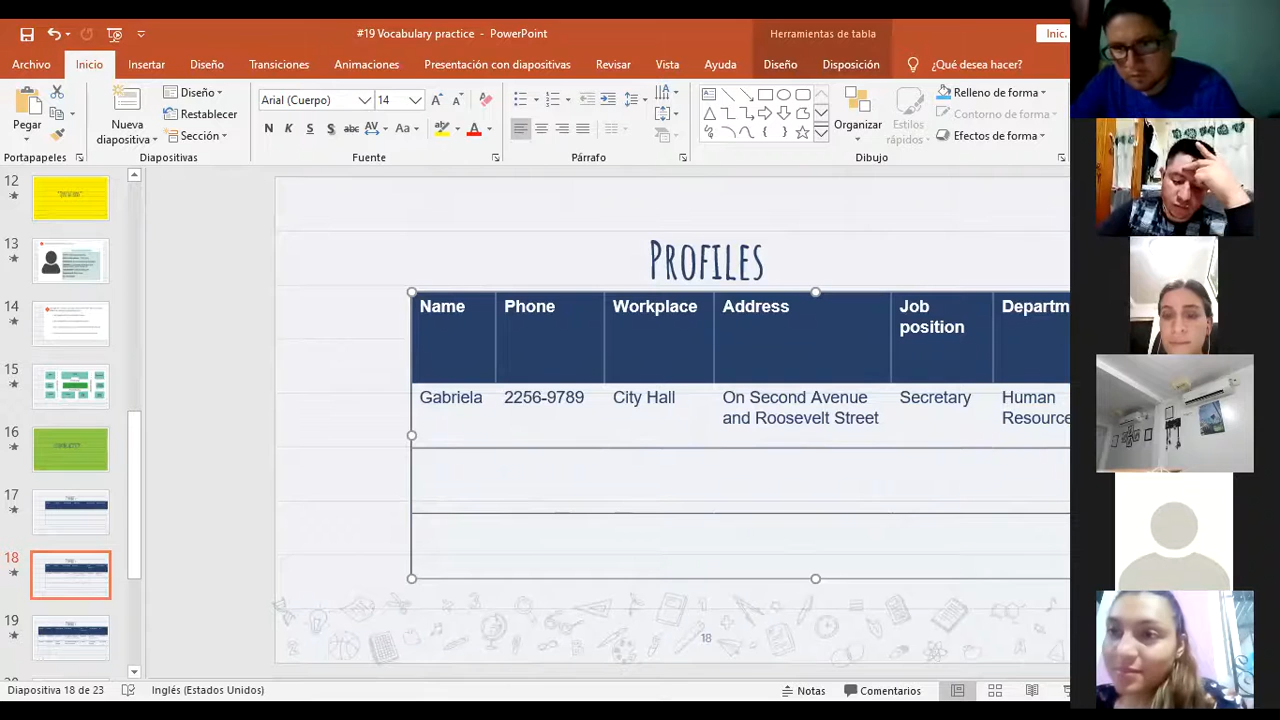 #19 Vocabulary practice - PowerPoint
Herramientas de tabla
Inic.
Archivo Inicio Insertar Diseño Transiciones Animaciones Presentación con diapositivas Revisar Vista Ayuda Diseño Disposición ¿Qué desea hacer?
Pegar
Nueva diapositiva
Diseño
Restablecer
Sección
Arial (Cuerpo) 14
N K S S abc AV Aa A
Organizar
Estilos rápidos
Relleno de forma
Contorno de forma
Efectos de forma
Portapapeles Diapositivas Fuente Párrafo Dibujo
12
13
14
15
16
17
18
19
Profiles
Name Phone Workplace Address Job position Departm
Gabriela 2256-9789 City Hall On Second Avenue and Roosevelt Street Secretary Human Resource
18
Diapositiva 18 de 23 Inglés (Estados Unidos) Notas Comentarios